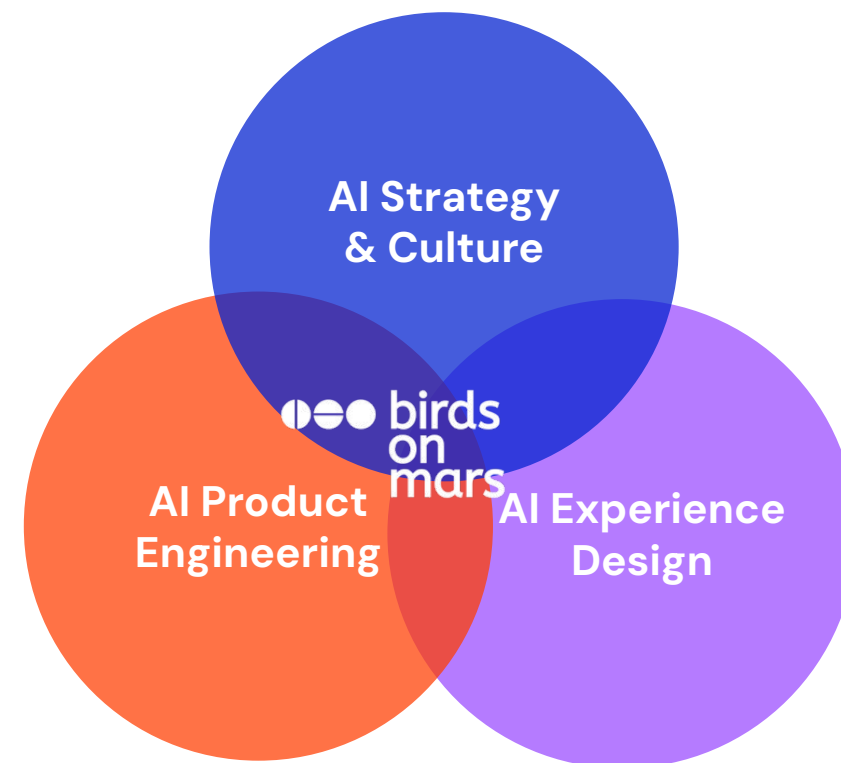 AI Strategy
& Culture
birds
on
mars
AI Product
Engineering
AI Experience
Design